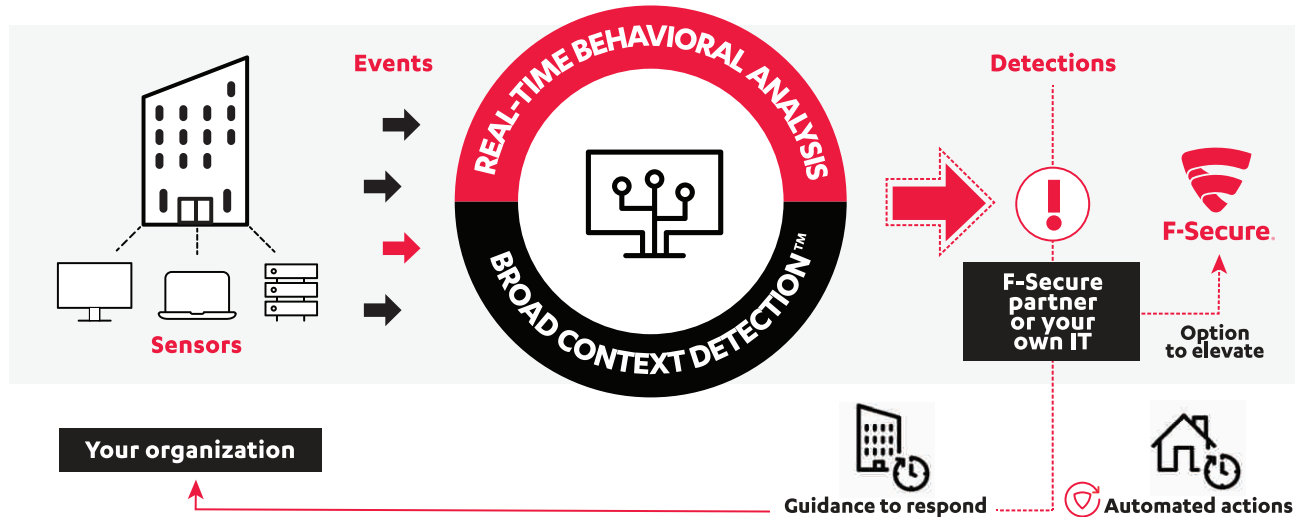 Events
REAL-TIME BEHAVIORAL ANALYSIS
BROAD CONTEXT DETECTION™
Detections
Sensors
F-Secure.
F-Secure
partner
or your
own IT
Option
to elevate
Your organization
Guidance to respond
Automated actions